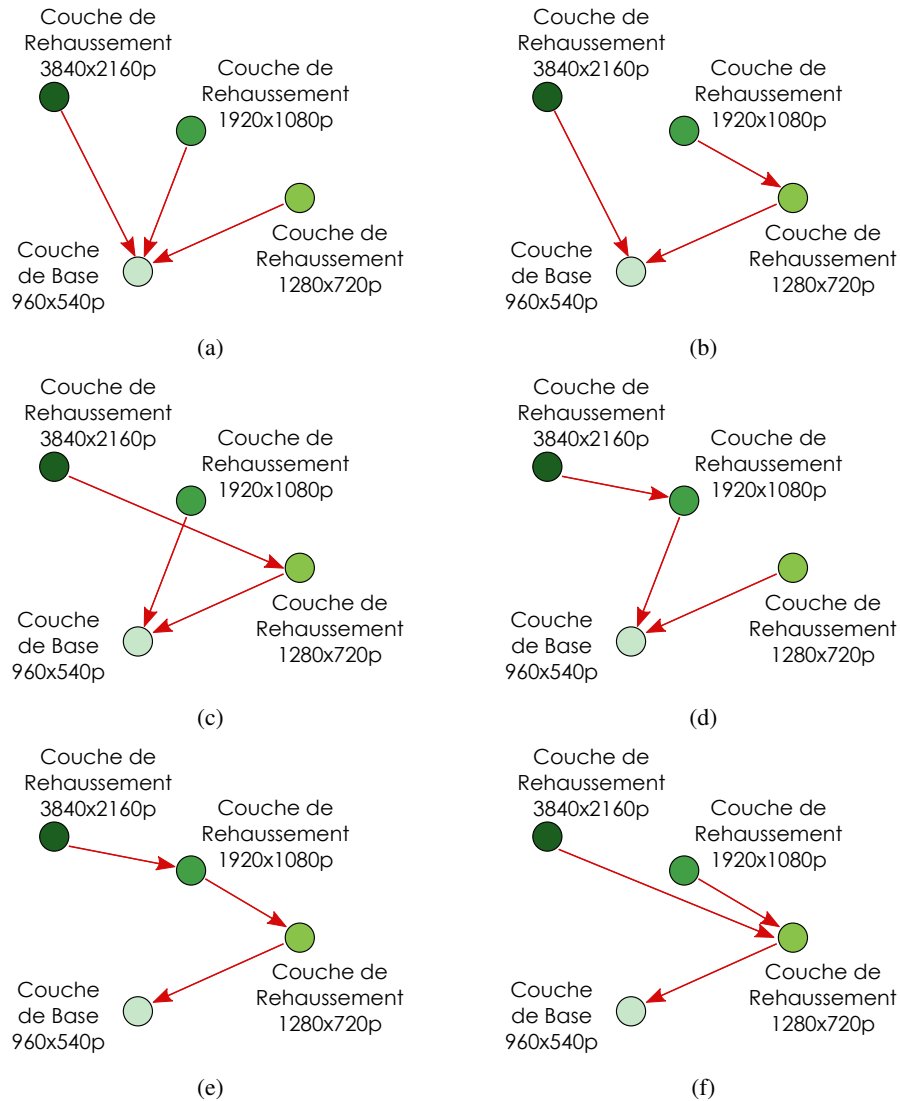 Couche de
Rehaussement
3840x2160p
Couche de
Rehaussement
1920x1080p
Couche
de Base
960x540p
Couche de
Rehaussement
1280x720p
(a)
Couche de
Rehaussement
3840x2160p
Couche de
Rehaussement
1920x1080p
Couche
de Base
960x540p
Couche de
Rehaussement
1280x720p
(b)
Couche de
Rehaussement
3840x2160p
Couche de
Rehaussement
1920x1080p
Couche
de Base
960x540p
Couche de
Rehaussement
1280x720p
(c)
Couche de
Rehaussement
3840x2160p
Couche de
Rehaussement
1920x1080p
Couche
de Base
960x540p
Couche de
Rehaussement
1280x720p
(d)
Couche de
Rehaussement
3840x2160p
Couche de
Rehaussement
1920x1080p
Couche
de Base
960x540p
Couche de
Rehaussement
1280x720p
(e)
Couche de
Rehaussement
3840x2160p
Couche de
Rehaussement
1920x1080p
Couche
de Base
960x540p
Couche de
Rehaussement
1280x720p
(f)